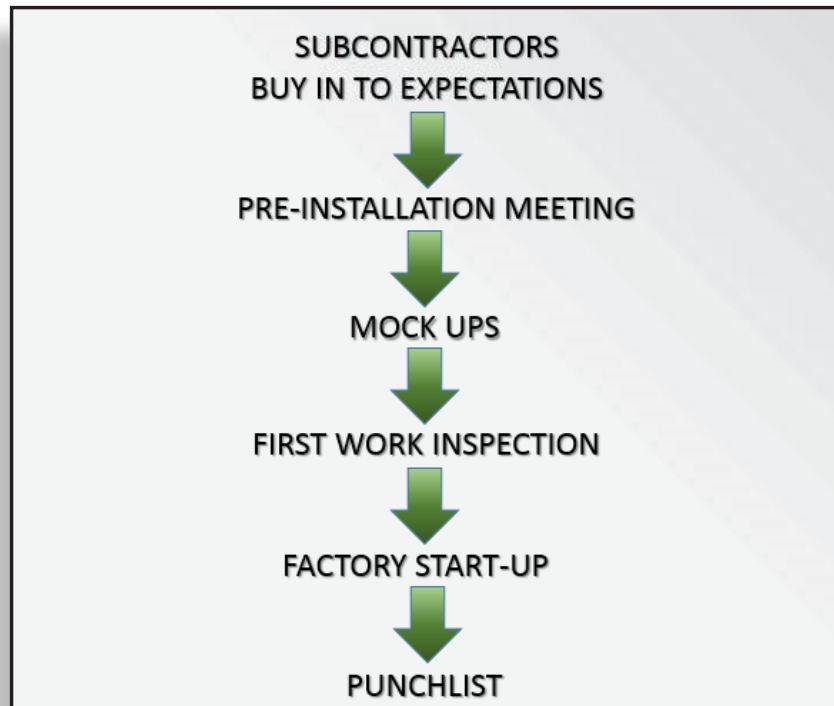 SUBCONTRACTORS
BUY IN TO EXPECTATIONS
PRE-INSTALLATION MEETING
MOCK UPS
FIRST WORK INSPECTION
FACTORY START-UP
PUNCHLIST